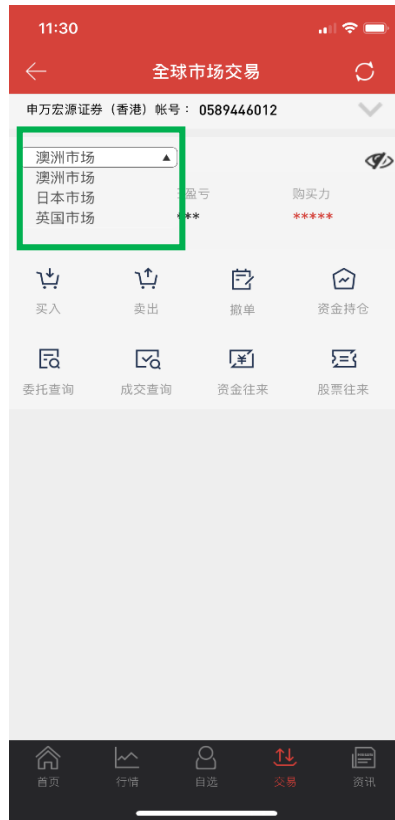 11:30
全球市场交易
申万宏源证券（香港）帐号： 0589446012
澳洲市场 ▲
澳洲市场
日本市场
英国市场
盈亏 购买力
** *****
买入 卖出 撤单 资金持仓
委托查询 成交查询 资金往来 股票往来
首页 行情 自选 交易 资讯